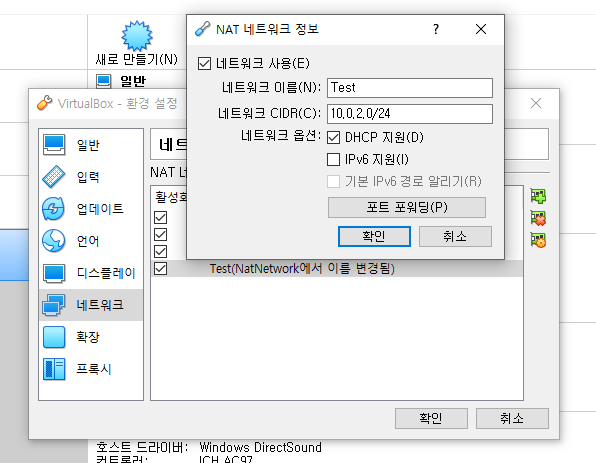 새로 만들기(N)
일반
NAT 네트워크 정보
?
네트워크 사용(E)
네트워크 이름(N): Test
네트워크 CIDR(C): 10,0,2,0/24
네트워크 옵션: DHCP 지원(D)
IPv6 지원(I)
기본 IPv6 경로 알리기(R)
포트 포워딩(P)
확인 취소
VirtualBox - 환경 설정
일반
입력
업데이트
언어
디스플레이
네트워크
확장
프록시
네트
NAT 네
활성화
Test(NatNetwork에서 이름 변경됨)
확인 취소
호스트 드라이버: Windows DirectSound
컨트롤러: ICH AC97